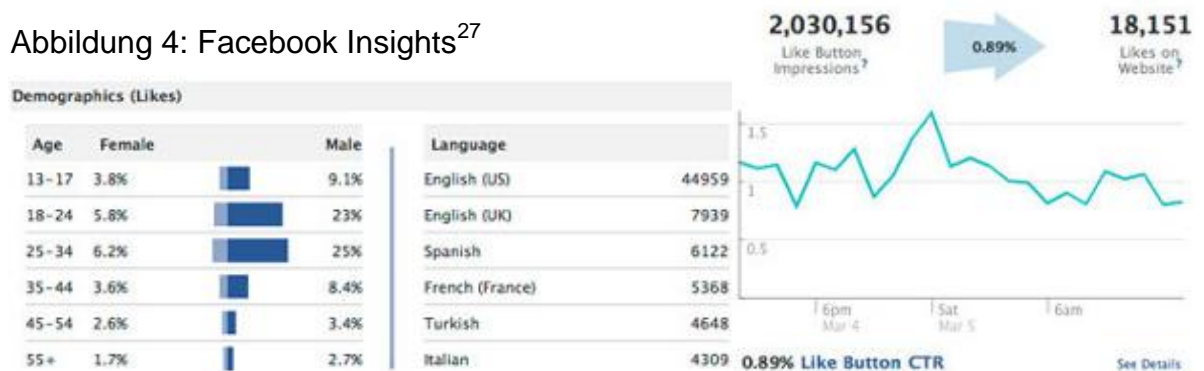 Abbildung 4: Facebook Insights27
Demographics (Likes)
Age Female Male
13-17 3.8% 9.1%
18-24 5.8% 23%
25-34 6.2% 25%
35-44 3.6% 8.4%
45-54 2.6% 3.4%
55+ 1.7% 2.7%
Language
English (US) 44959
English (UK) 7939
Spanish 6122
French (France) 5368
Turkish 4648
Italian 4309
2,030,156
Like Button
Impressions?
0.89%
18,151
Likes on
Website?
1.5
1
0.5
6pm Sat 6am
Mar 4 Mar 5
0.89% Like Button CTR See Details